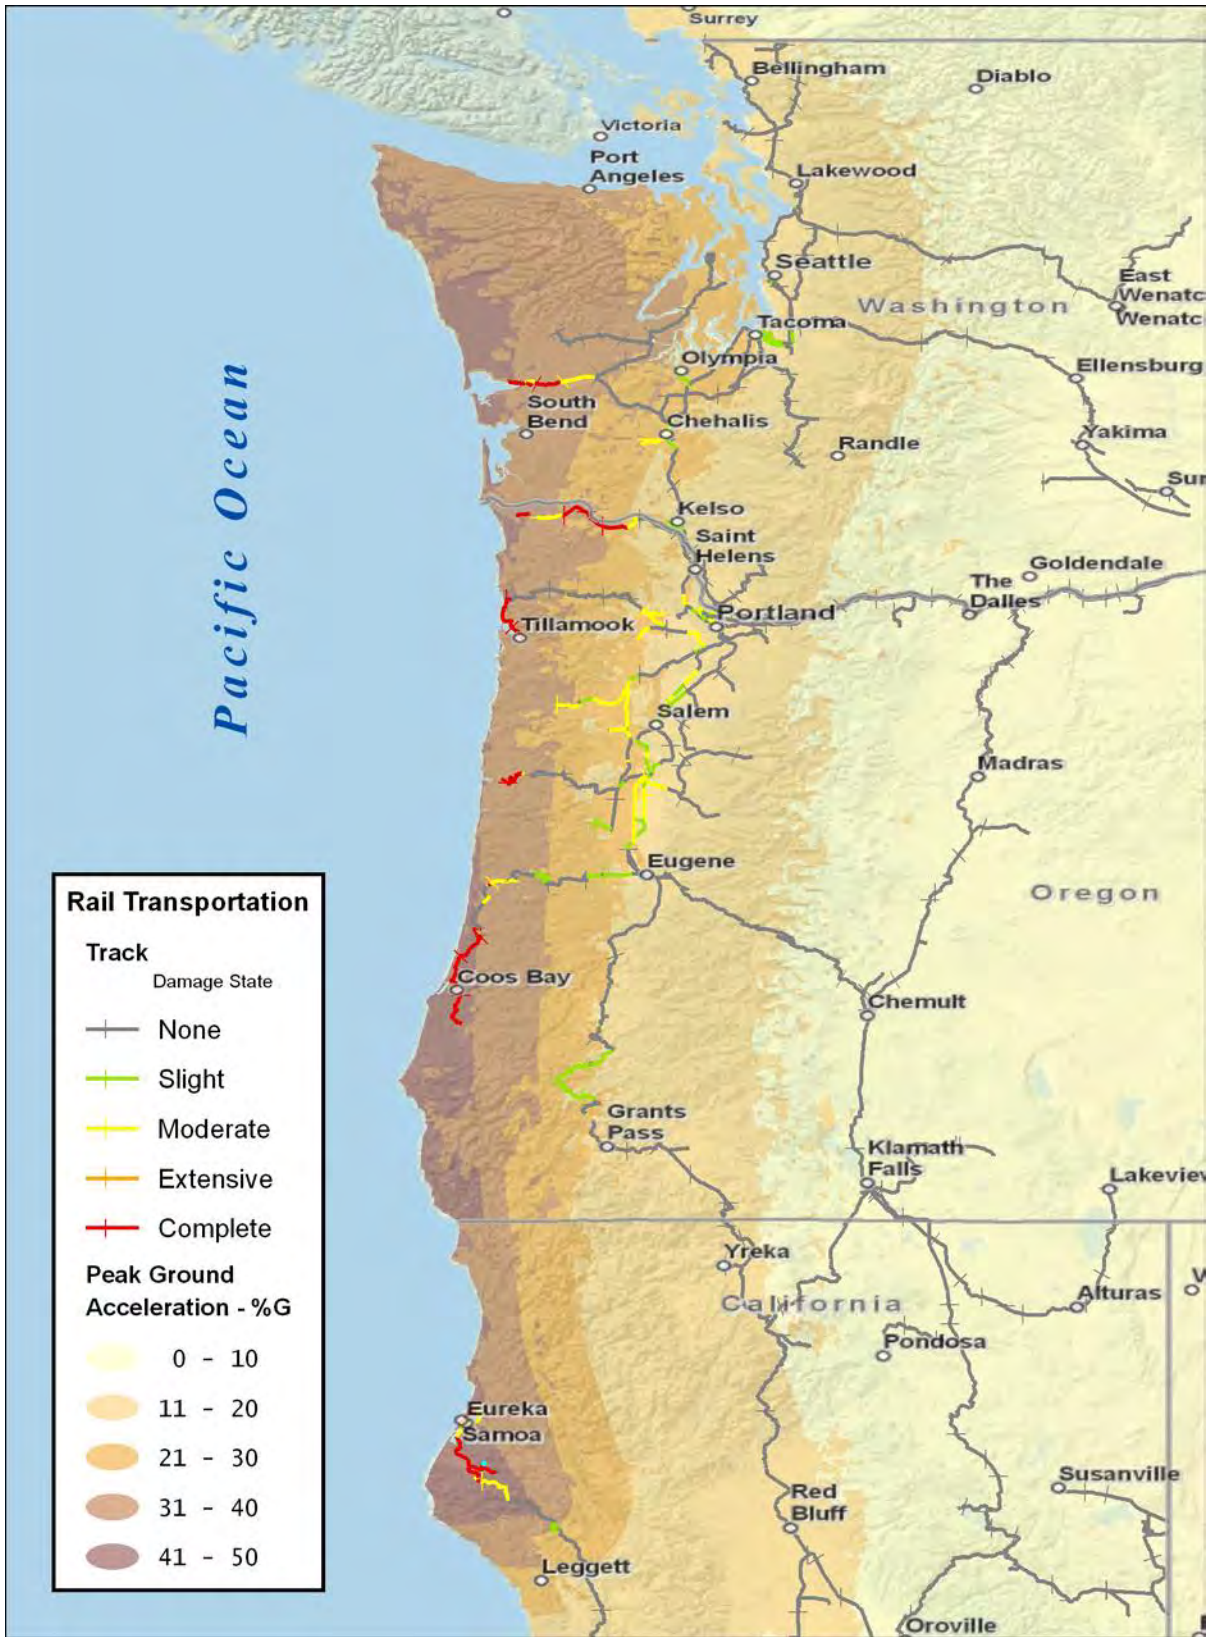 Surrey
Bellingham
Diablo
Victoria
Port
Angeles
Lakewood
Seattle
East
Wenatc
Wenatc
Washington
Tacoma
Olympia
Ellensburg
South
Bend
Chehalis
Randle
Yakima
Sun
Pacific Ocean
Kelso
Saint
Helens
Goldendale
The
Dalles
Portland
Tillamook
Salem
Madras
Eugene
Oregon
Coos Bay
Chemult
Grants
Pass
Klamath
Falls
Lakeview
Yreka
California
Alturas
Pondosa
Eureka
Samoa
Susanville
Red
Bluff
Leggett
Oroville
Rail Transportation
Track
Damage State
None
Slight
Moderate
Extensive
Complete
Peak Ground
Acceleration - %G
0 - 10
11 - 20
21 - 30
31 - 40
41 - 50